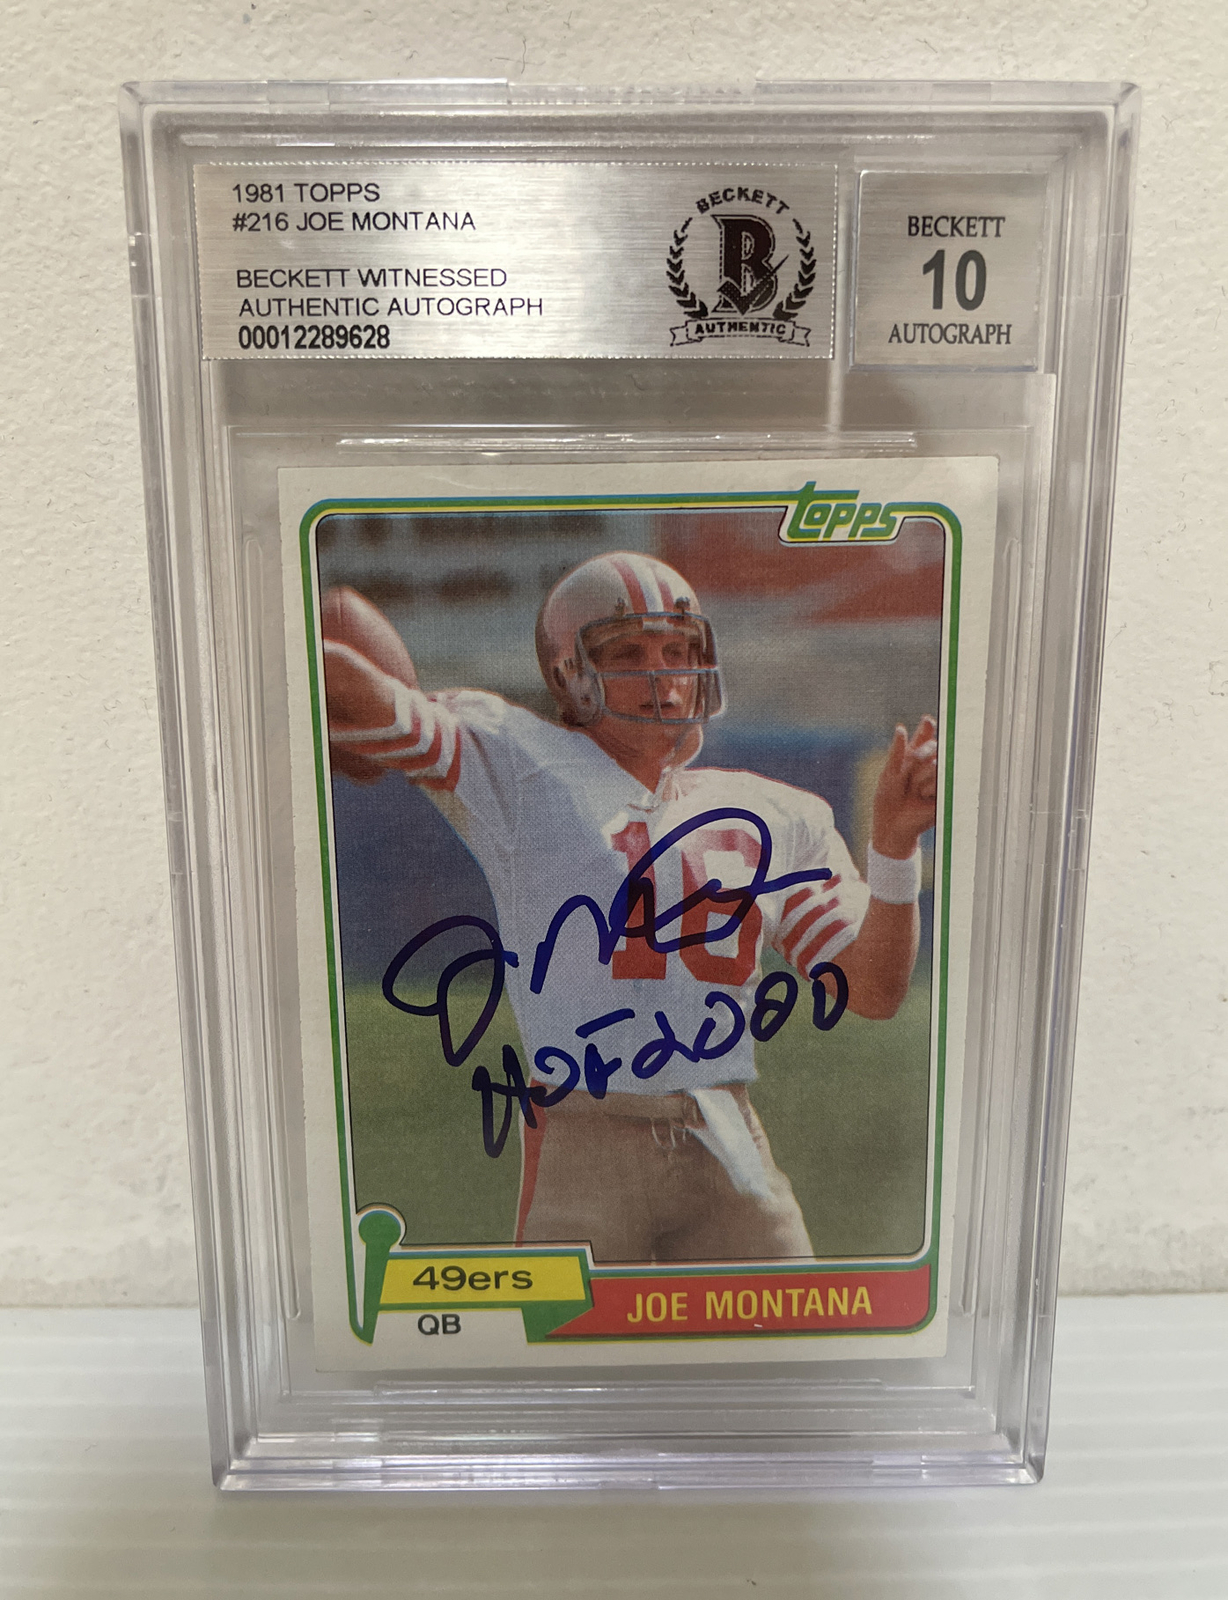 1981 TOPPS
#216 JOE MONTANA
BECKETT WITNESSED
AUTHENTIC AUTOGRAPH
00012289628
BECKETT
B
AUTHENTIC
BECKETT
10
AUTOGRAPH
topps
16
HOF 2000
49ers
QB
JOE MONTANA